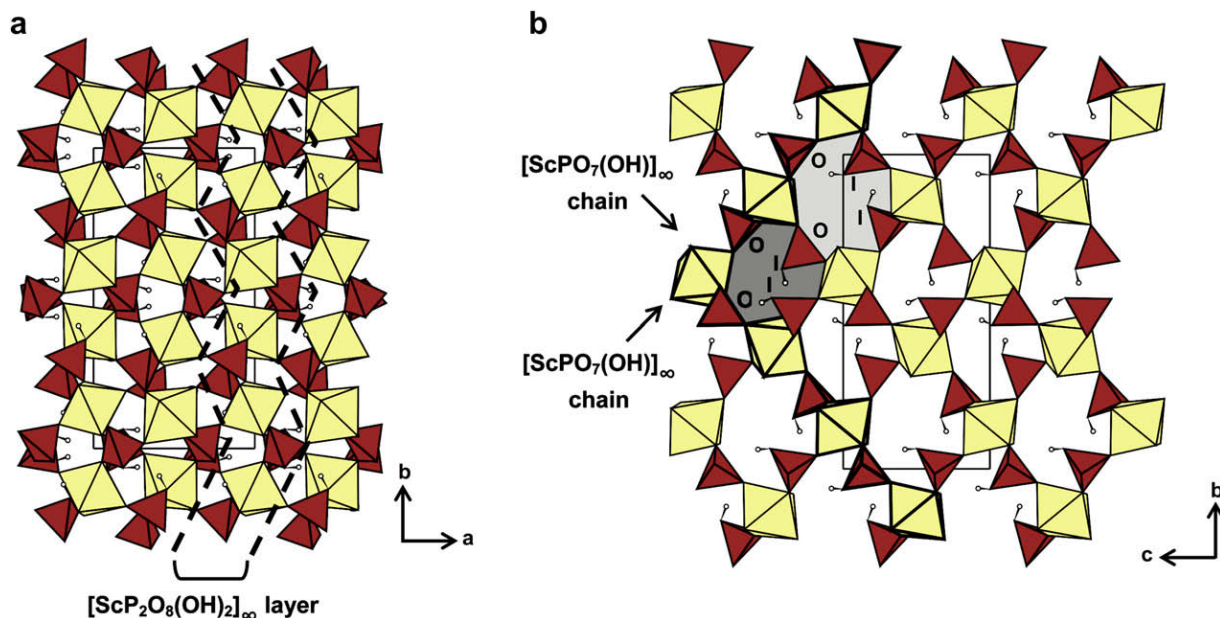 a
b
a
[ScP₂O₈(OH)₂]∞ layer
b
[ScPO₇(OH)]∞
chain
[ScPO₇(OH)]∞
chain
O
I
I
O
O
I
I
O
b
c